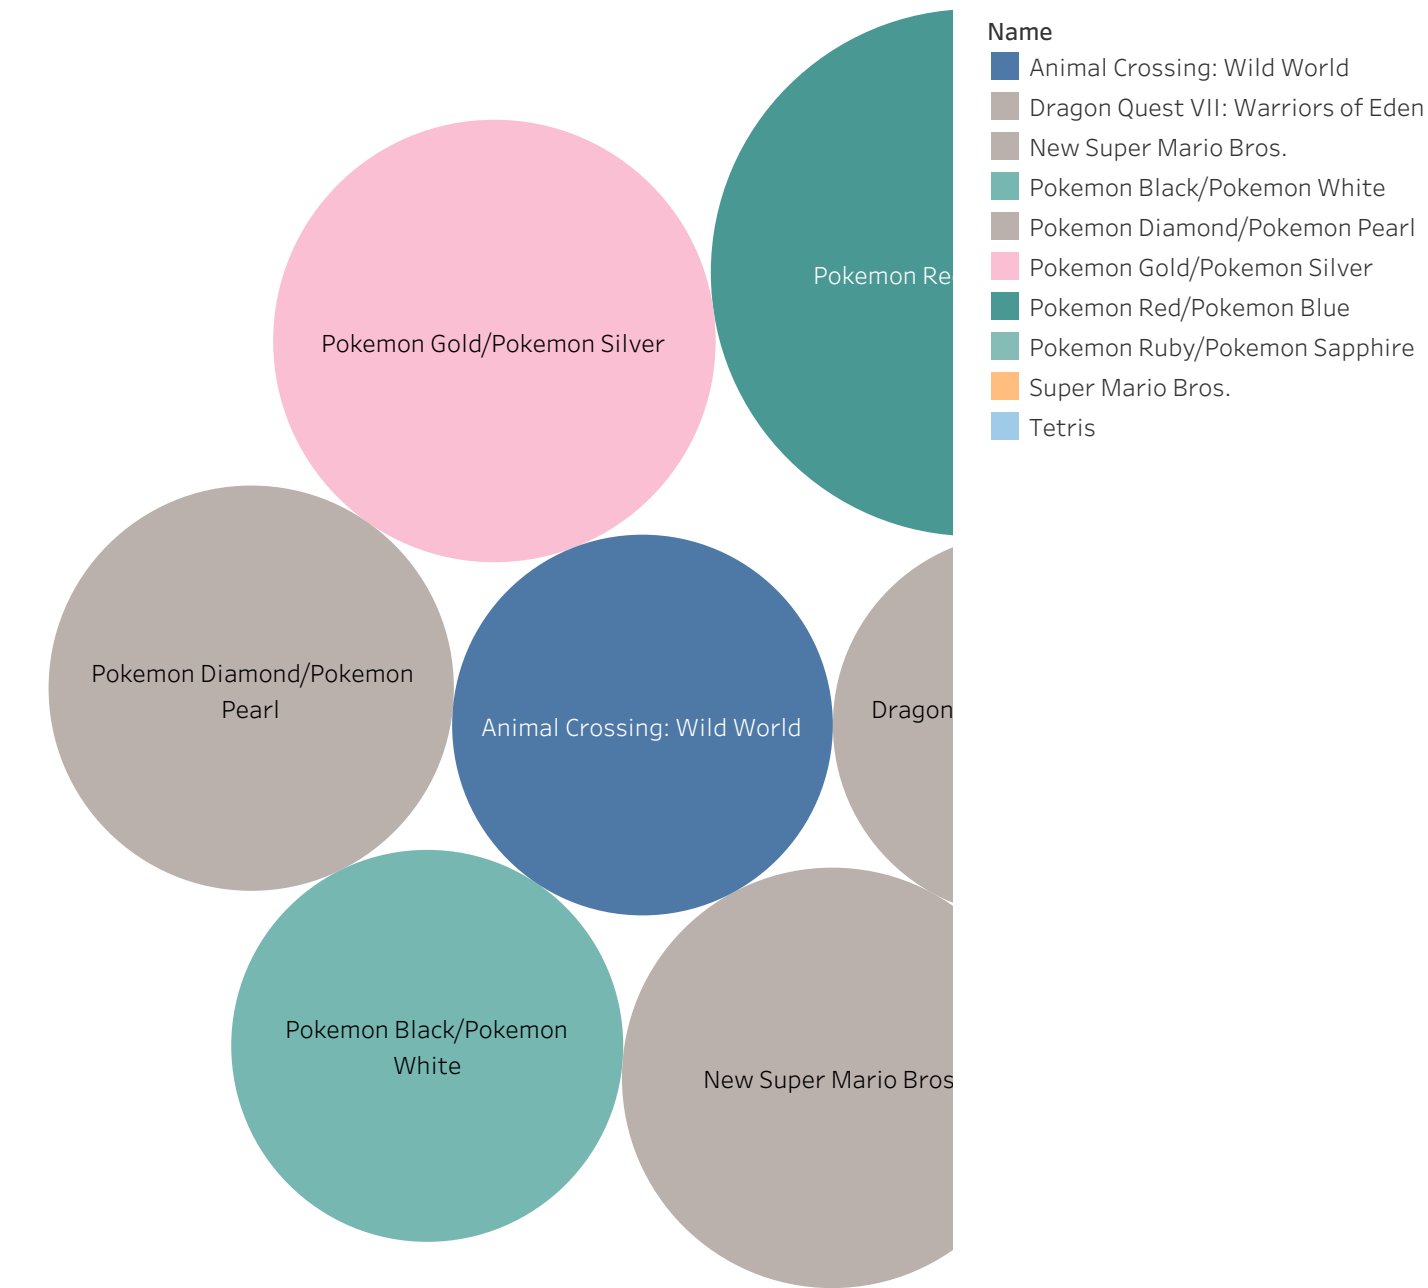 Name
Animal Crossing: Wild World
Dragon Quest VII: Warriors of Eden
New Super Mario Bros.
Pokemon Black/Pokemon White
Pokemon Diamond/Pokemon Pearl
Pokemon Gold/Pokemon Silver
Pokemon Red/Pokemon Blue
Pokemon Ruby/Pokemon Sapphire
Super Mario Bros.
Tetris
Pokemon Re
Pokemon Gold/Pokemon Silver
Pokemon Diamond/Pokemon
Pearl
Animal Crossing: Wild World
Dragon
Pokemon Black/Pokemon
White
New Super Mario Bros